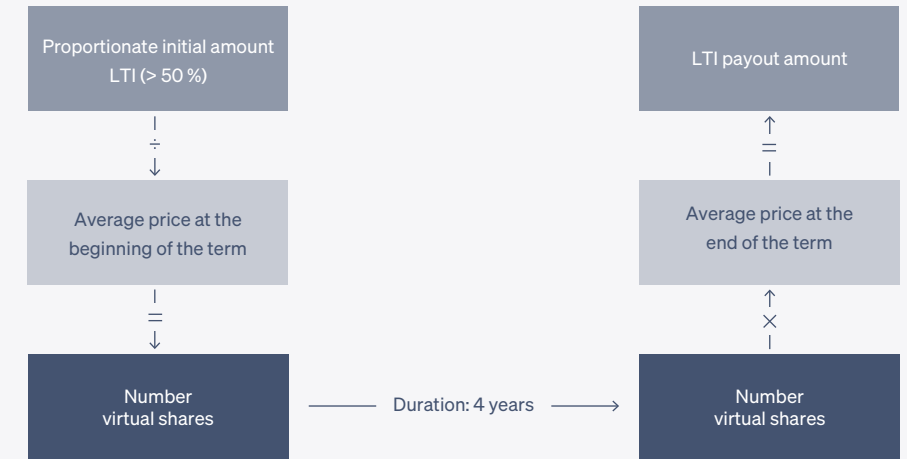 Proportionate initial amount
LTI (> 50 %)
÷
Average price at the
beginning of the term
=
Number
virtual shares
Duration: 4 years
Number
virtual shares
×
Average price at the
end of the term
=
LTI payout amount